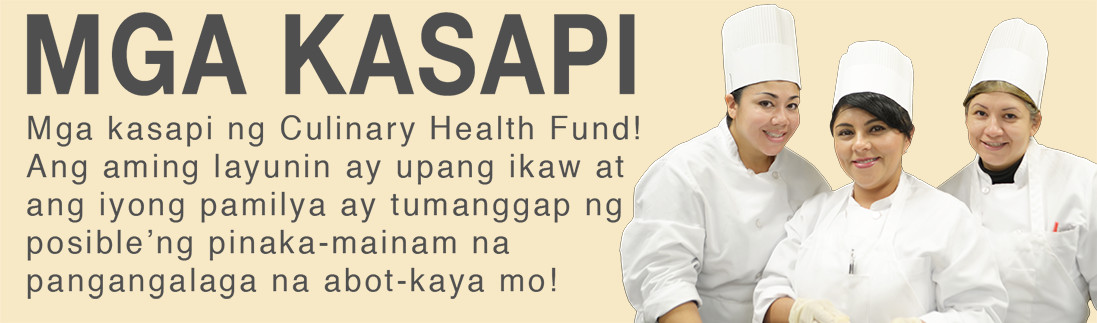 MGA KASAPI
Mga kasapi ng Culinary Health Fund!
Ang aming layunin ay upang ikaw at
ang iyong pamilya ay tumanggap ng
posible’ng pinaka-mainam na
pangangalaga na abot-kaya mo!